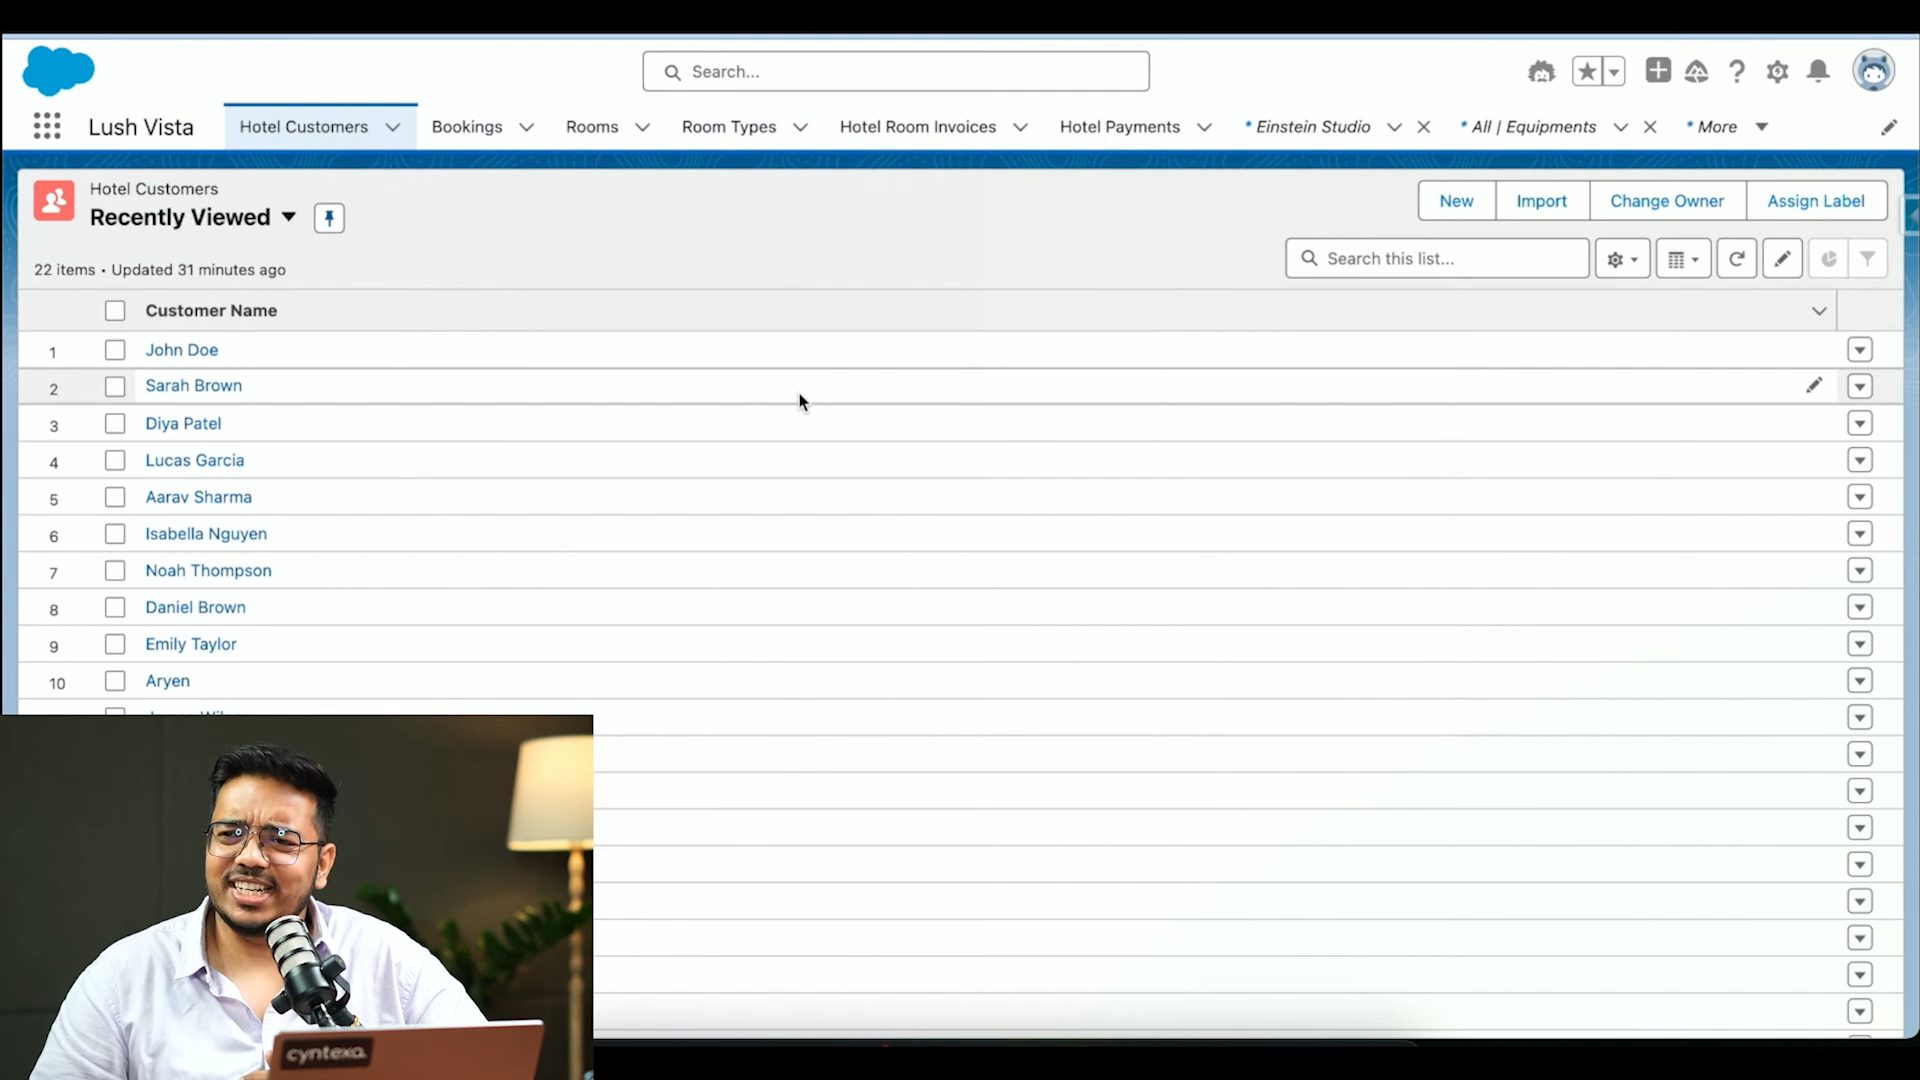 Search...
Lush Vista
Hotel Customers
Bookings
Rooms
Room Types
Hotel Room Invoices
Hotel Payments
* Einstein Studio
* All | Equipments
* More
Hotel Customers
Recently Viewed
New
Import
Change Owner
Assign Label
22 items • Updated 31 minutes ago
Search this list...
Customer Name
1 John Doe
2 Sarah Brown
3 Diya Patel
4 Lucas Garcia
5 Aarav Sharma
6 Isabella Nguyen
7 Noah Thompson
8 Daniel Brown
9 Emily Taylor
10 Aryen
cyntexa.